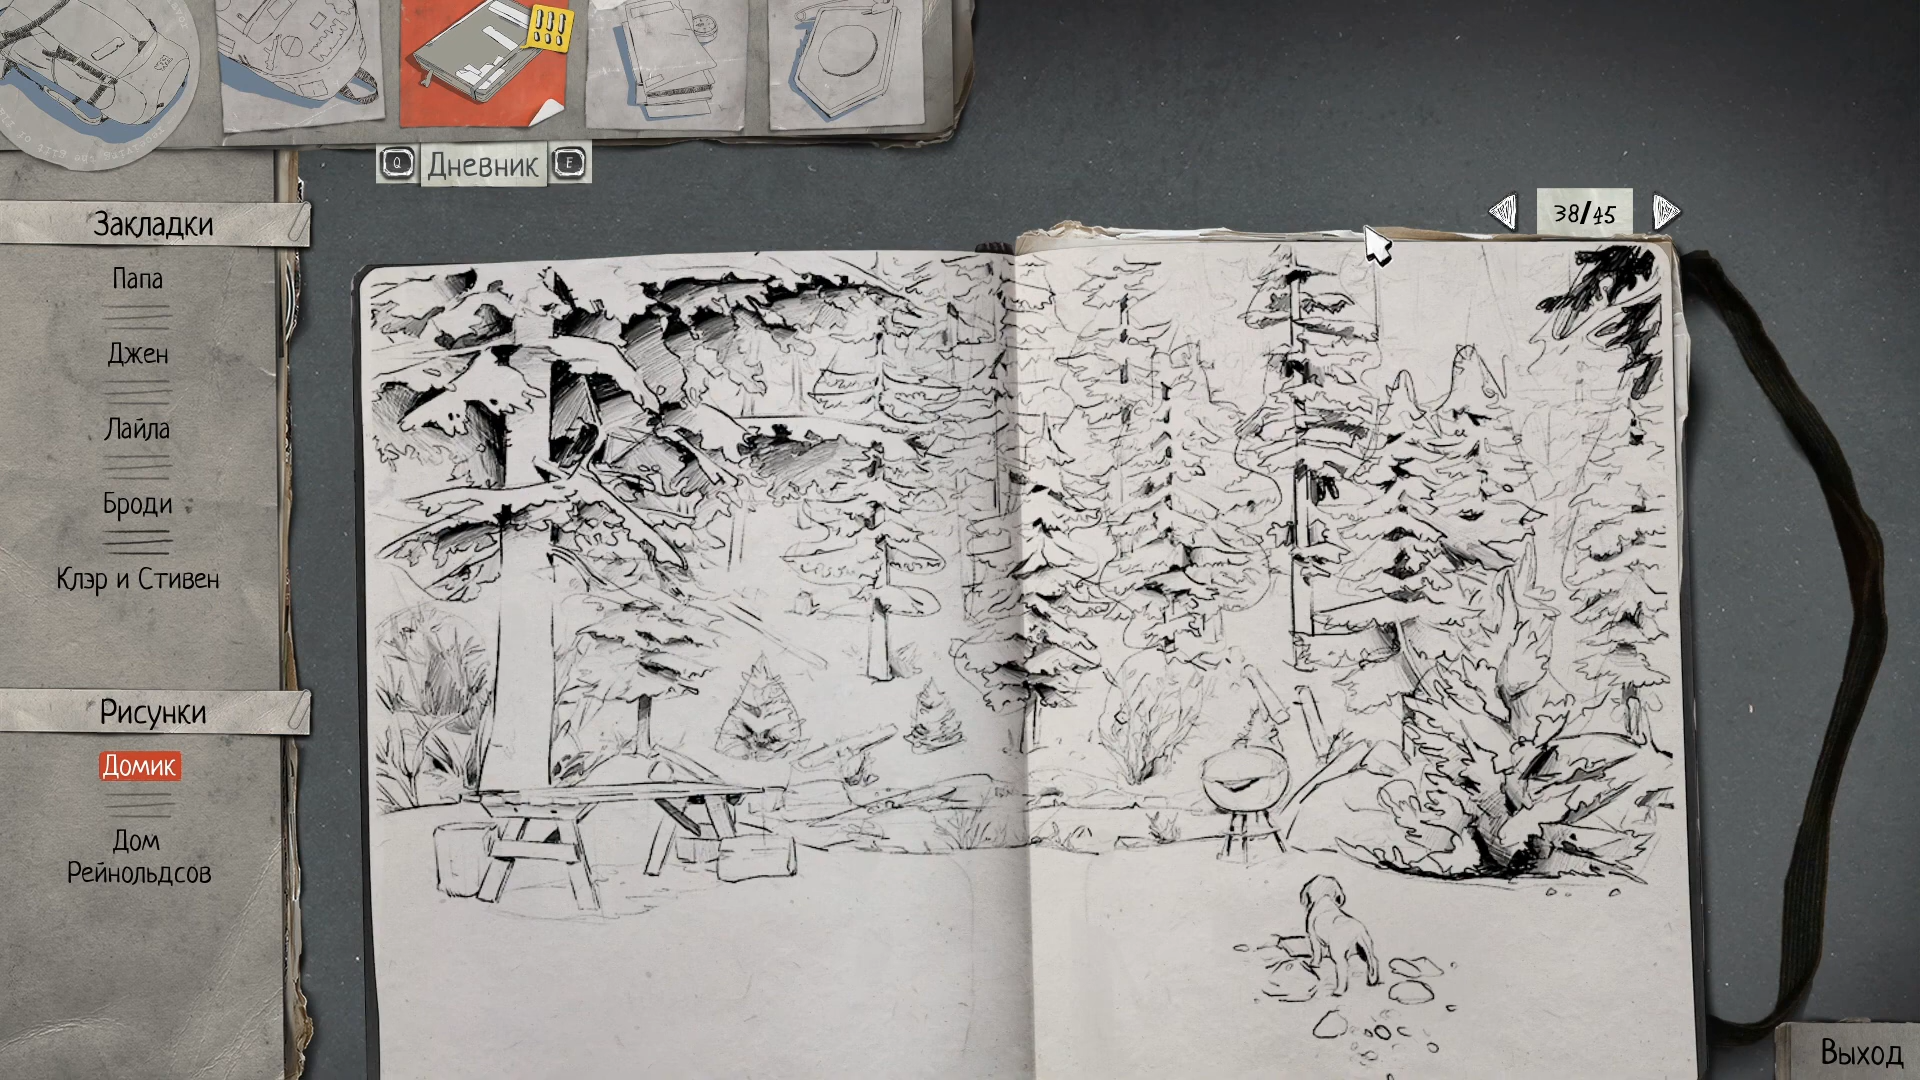 Q Дневник E
38/45
Закладки
Папа
Джен
Лайла
Броди
Клэр и Стивен
Рисунки
Домик
Дом
Рейнольдсов
Выход